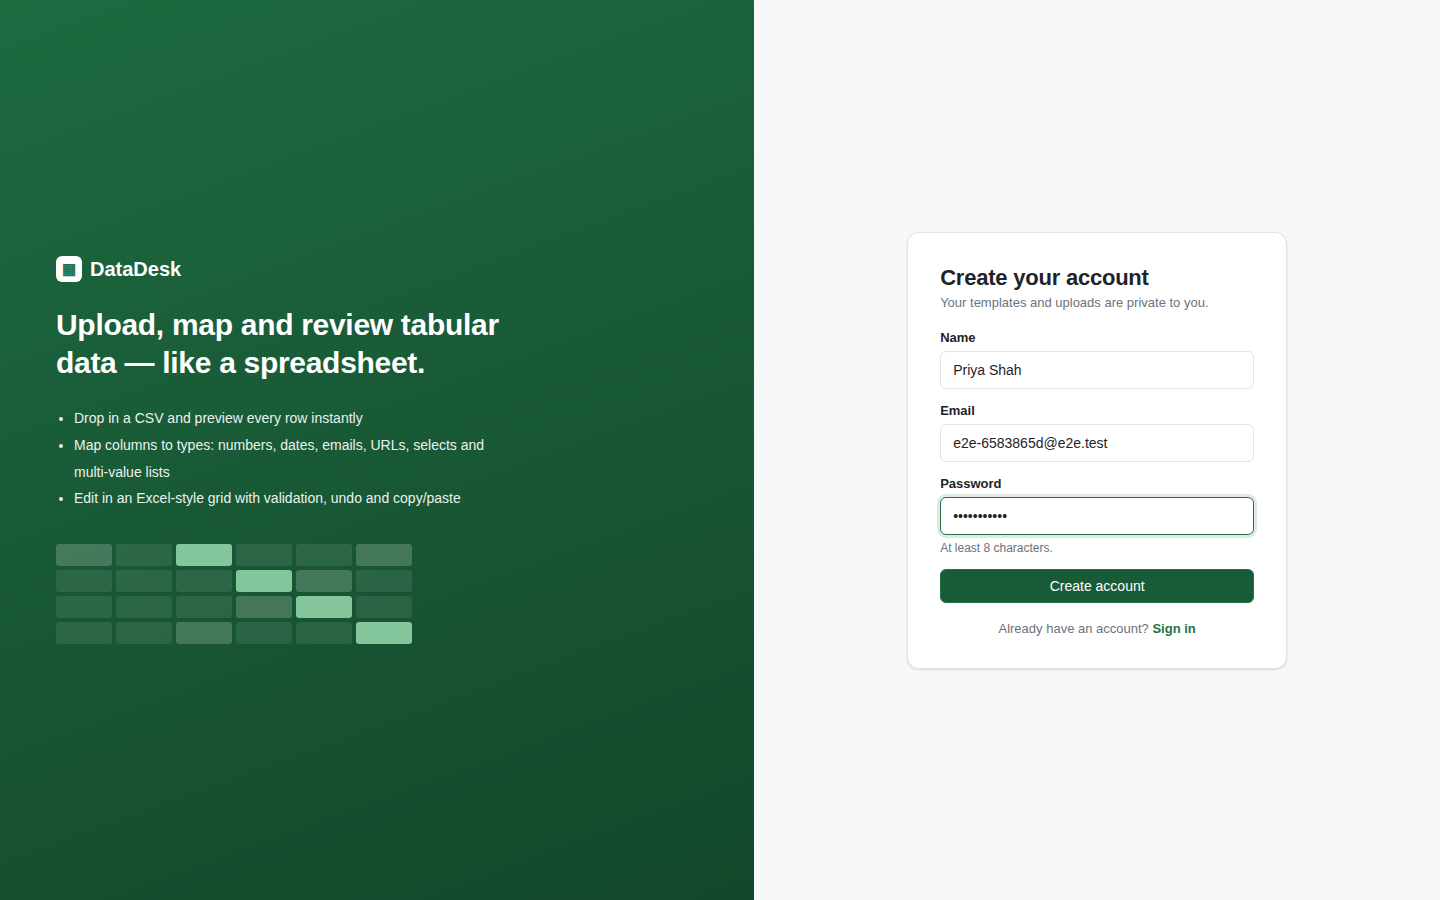 DataDesk
Upload, map and review tabular
data — like a spreadsheet.
• Drop in a CSV and preview every row instantly
• Map columns to types: numbers, dates, emails, URLs, selects and
multi-value lists
• Edit in an Excel-style grid with validation, undo and copy/paste
Create your account
Your templates and uploads are private to you.
Name
Priya Shah
Email
e2e-6583865d@e2e.test
Password
•••••••••••
At least 8 characters.
Create account
Already have an account? Sign in